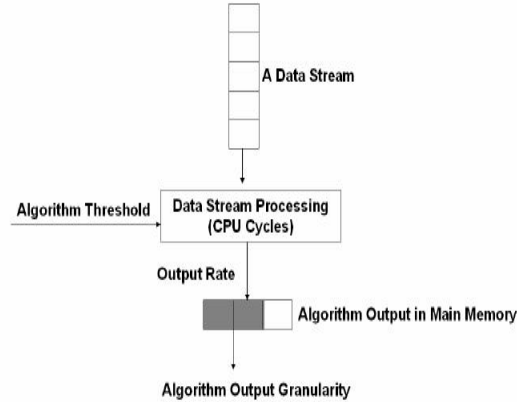 A Data Stream
Algorithm Threshold
Data Stream Processing
(CPU Cycles)
Output Rate
Algorithm Output in Main Memory
Algorithm Output Granularity